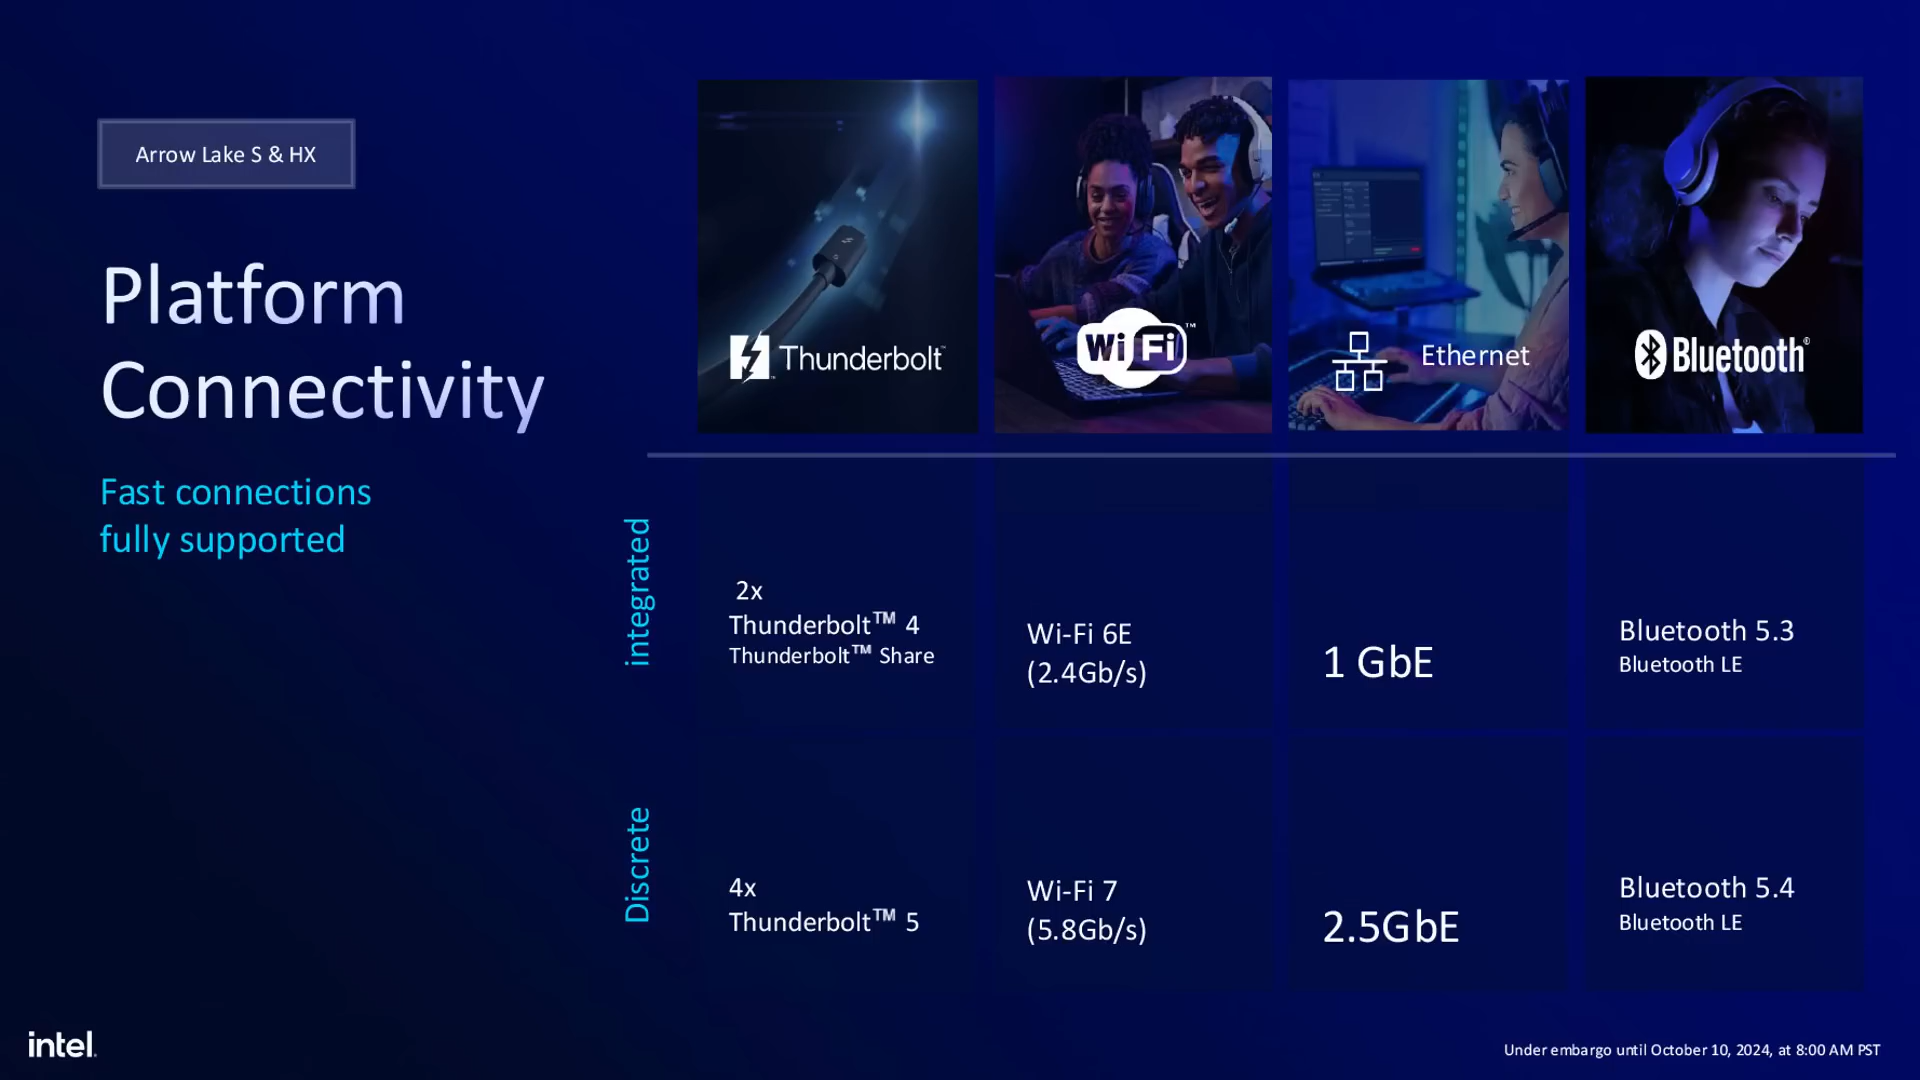 Arrow Lake S & HX
Platform
Connectivity
Fast connections
fully supported
Thunderbolt™
Wi Fi™
Ethernet
Bluetooth®
integrated
2x
Thunderbolt™ 4
Thunderbolt™ Share
Wi-Fi 6E
(2.4Gb/s)
1 GbE
Bluetooth 5.3
Bluetooth LE
Discrete
4x
Thunderbolt™ 5
Wi-Fi 7
(5.8Gb/s)
2.5GbE
Bluetooth 5.4
Bluetooth LE
intel.
Under embargo until October 10, 2024, at 8:00 AM PST